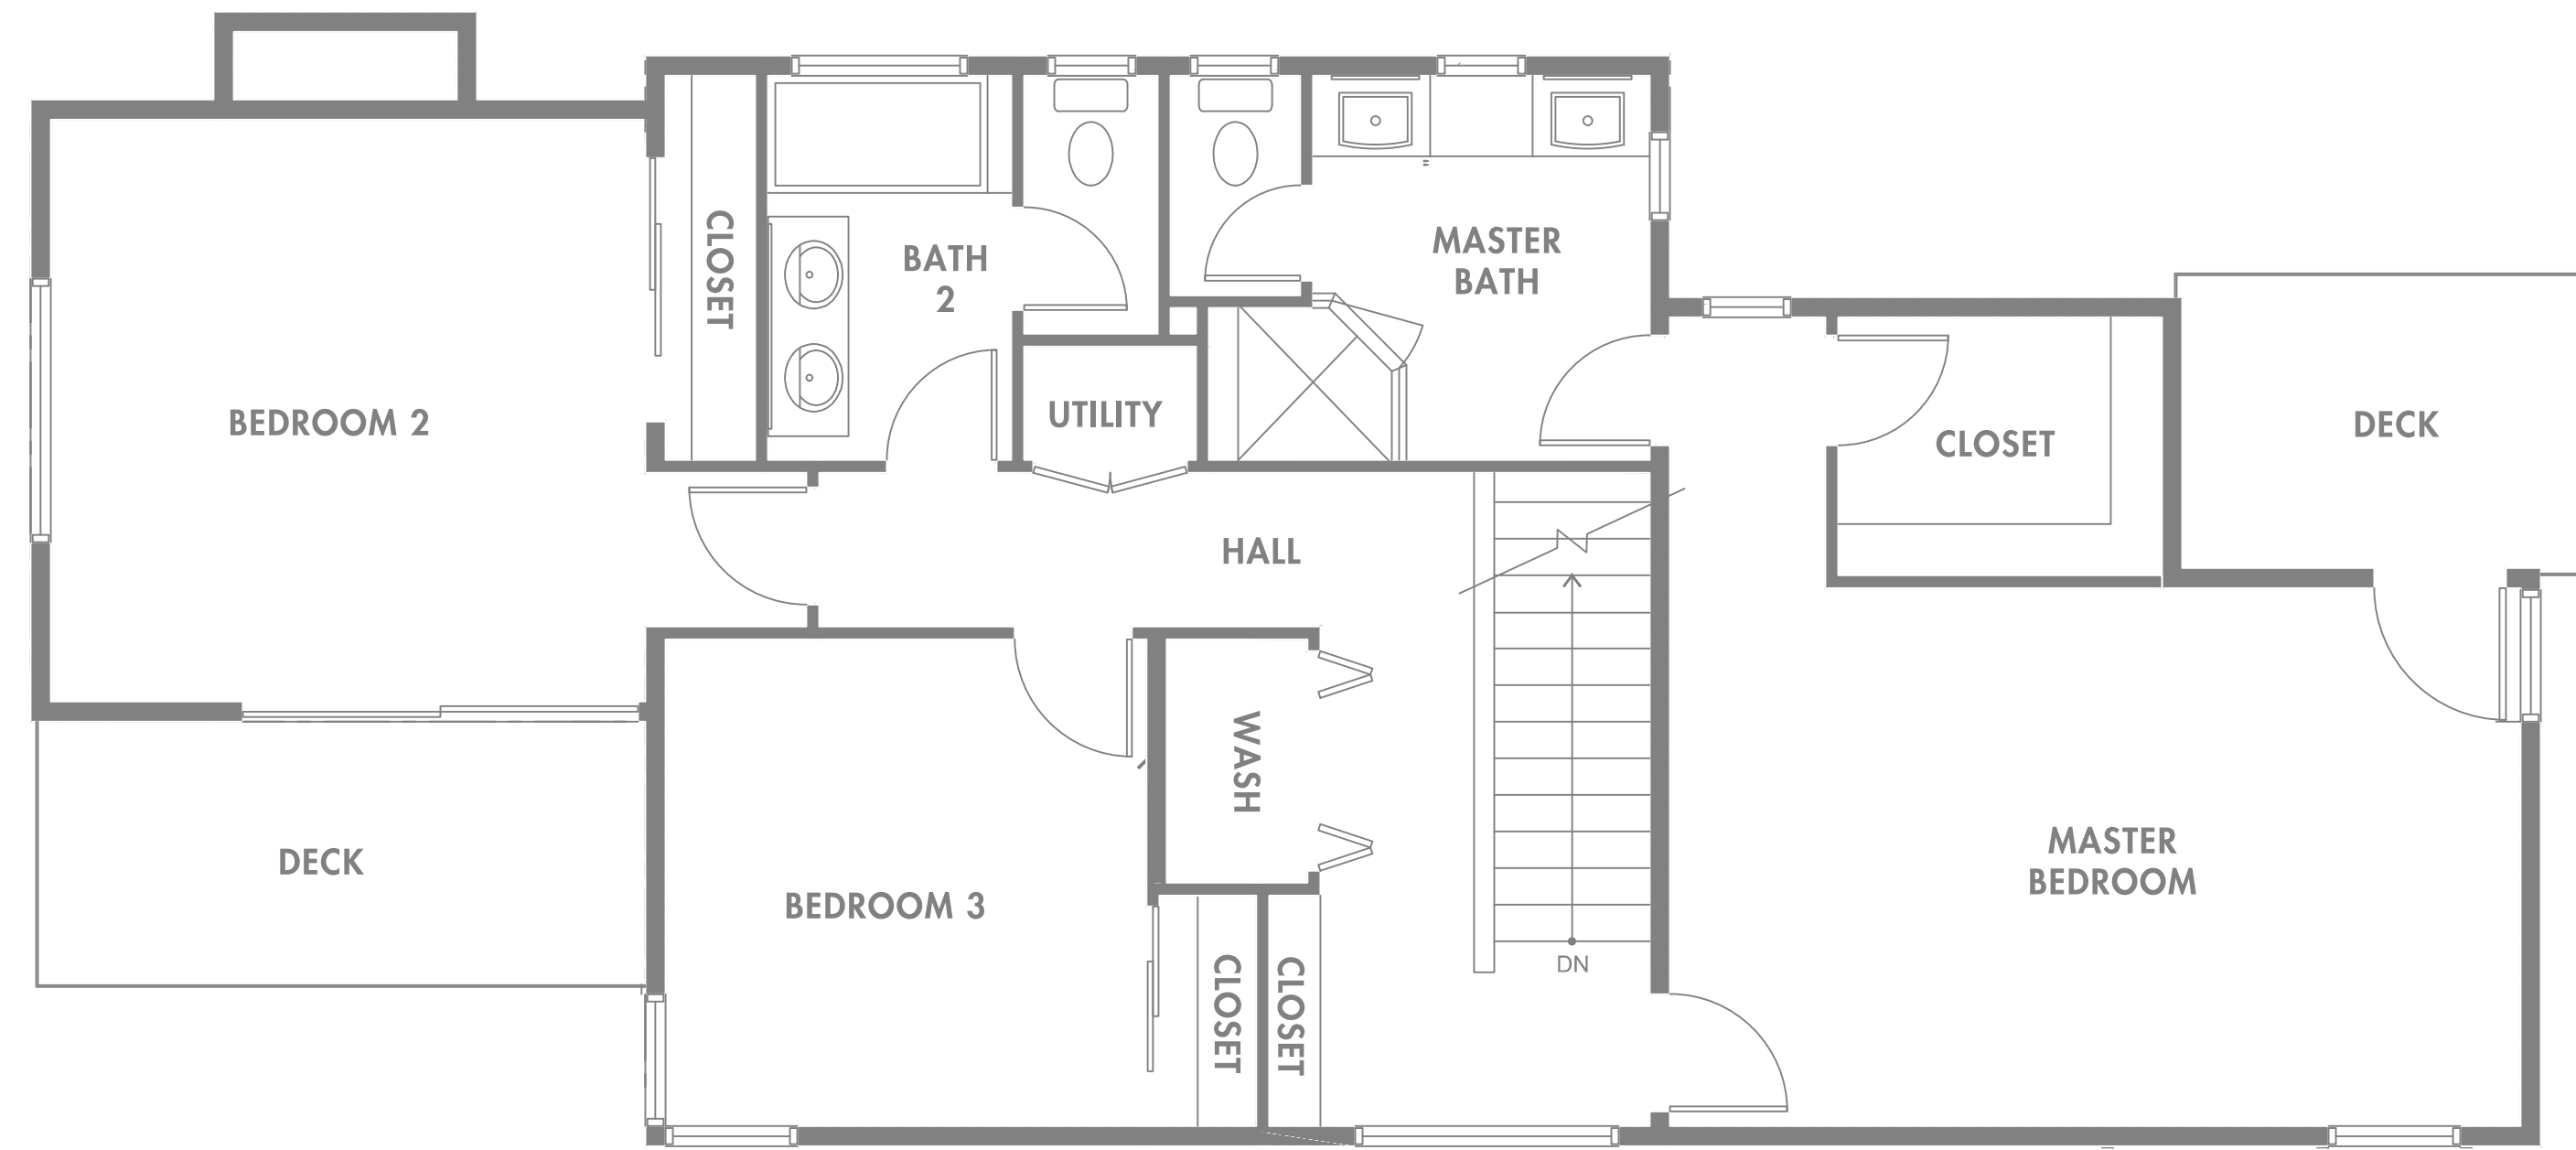 CLOSET
BATH
2
MASTER
BATH
BEDROOM 2
UTILITY
CLOSET
DECK
HALL
WASH
DECK
BEDROOM 3
MASTER
BEDROOM
CLOSET
CLOSET
DN